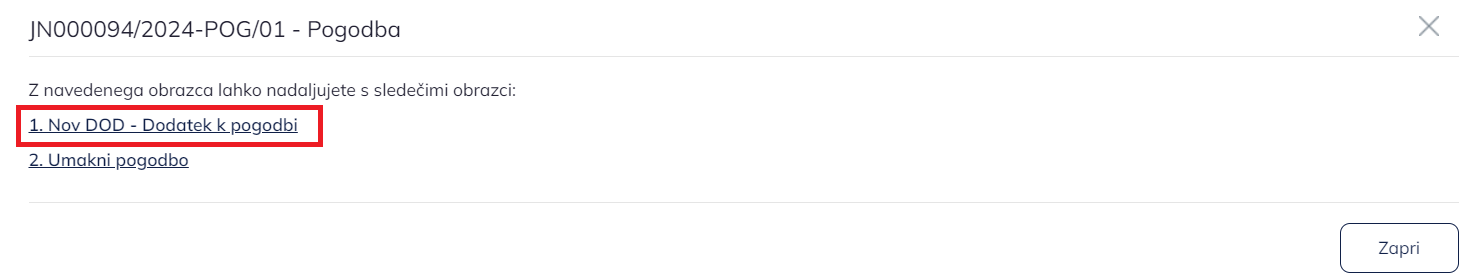 JN000094/2024-POG/01 - Pogodba
Z navedenega obrazca lahko nadaljujete s sledečimi obrazci:
1. Nov DOD - Dodatek k pogodbi
2. Umakni pogodbo
Zapri